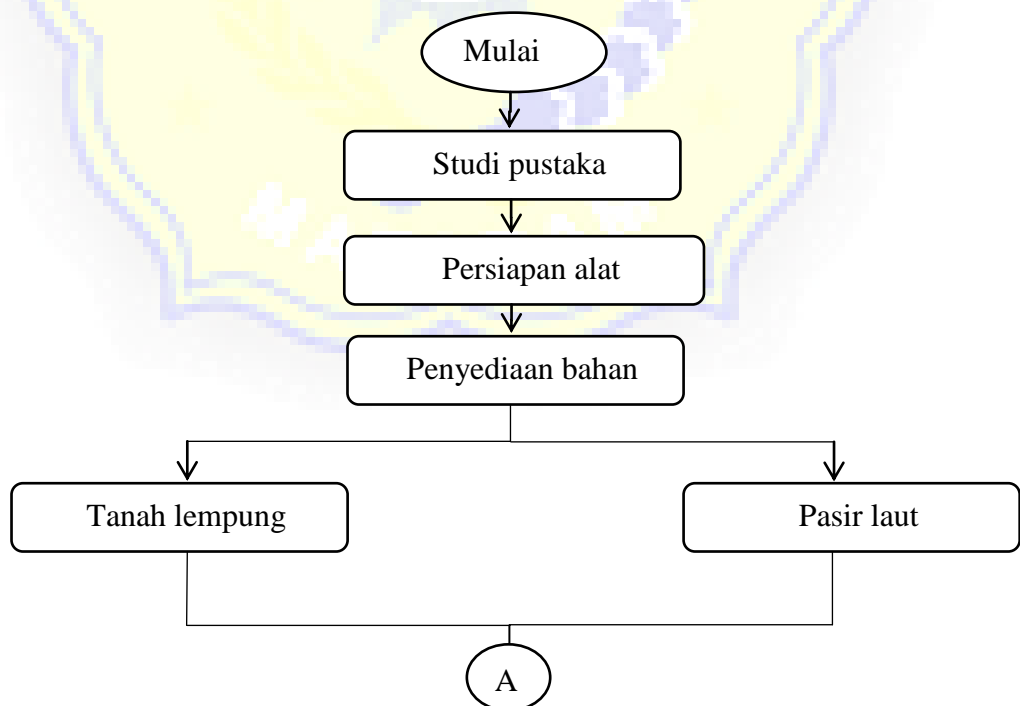 Mulai
Studi pustaka
Persiapan alat
Penyediaan bahan
Tanah lempung
Pasir laut
A